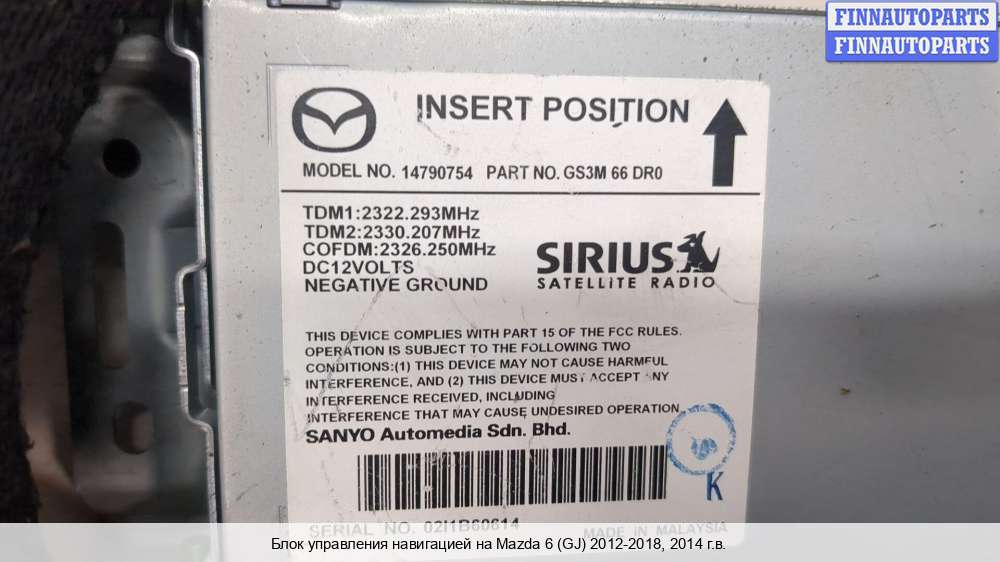 FINNAUTOPARTS
FINNAUTOPARTS
INSERT POSITION
MODEL NO. 14790754 PART NO. GS3M 66 DR0
TDM1:2322.293MHz
TDM2:2330.207MHz
COFDM:2326.250MHz
DC12VOLTS
NEGATIVE GROUND
SIRIUS
SATELLITE RADIO
THIS DEVICE COMPLIES WITH PART 15 OF THE FCC RULES.
OPERATION IS SUBJECT TO THE FOLLOWING TWO
CONDITIONS:(1) THIS DEVICE MAY NOT CAUSE HARMFUL
INTERFERENCE, AND (2) THIS DEVICE MUST ACCEPT ANY
INTERFERENCE RECEIVED, INCLUDING
INTERFERENCE THAT MAY CAUSE UNDESIRED OPERATION.
SANYO Automedia Sdn. Bhd.
K
SERIAL NO. 02I1B60614
MADE IN MALAYSIA
Блок управления навигацией на Mazda 6 (GJ) 2012-2018, 2014 г.в.